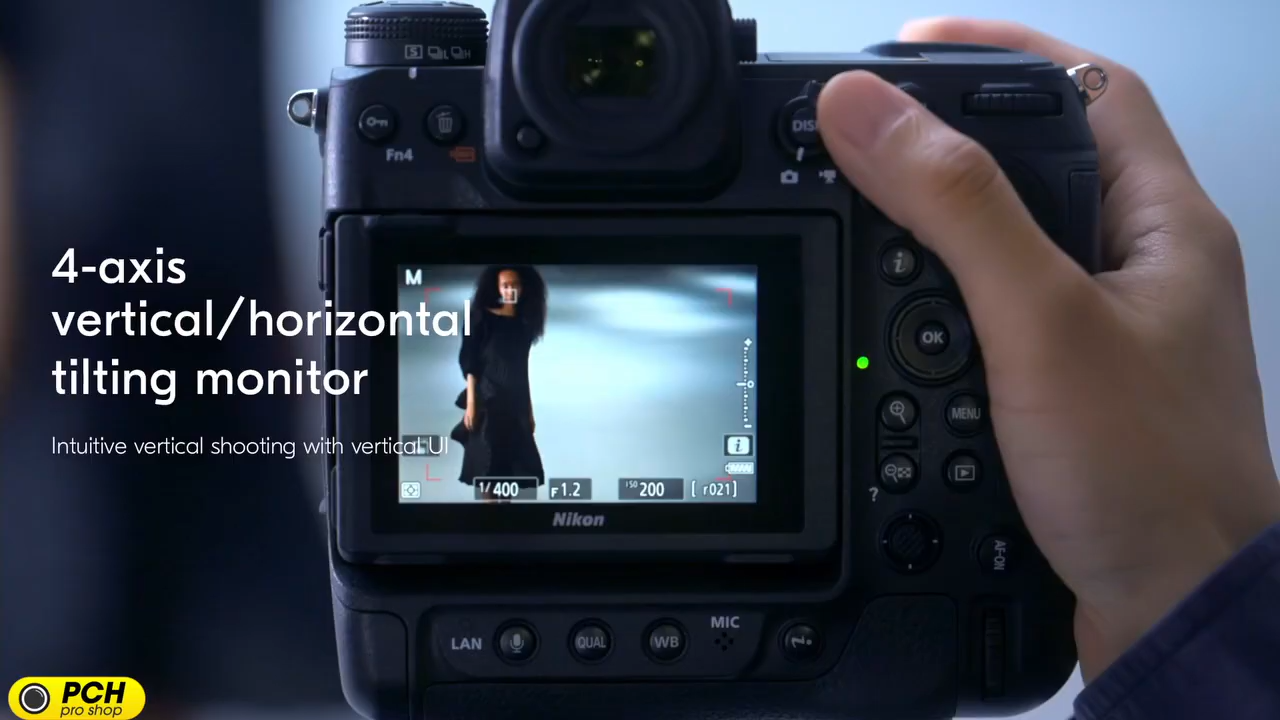 S L H
Fn4
DISP
4-axis
vertical/horizontal
tilting monitor
Intuitive vertical shooting with vertical UI
M
i
OK
MENU
i
1/400 F1.2 ISO 200 [r021]
?
Nikon
AF-ON
LAN QUAL WB MIC
PCH
pro shop